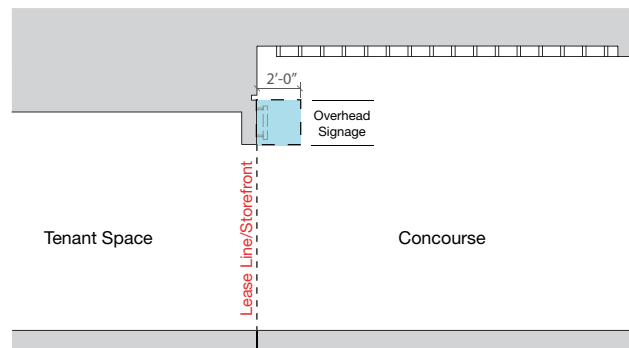 2'-0"
Overhead
Signage
Lease Line/Storefront
Tenant Space
Concourse